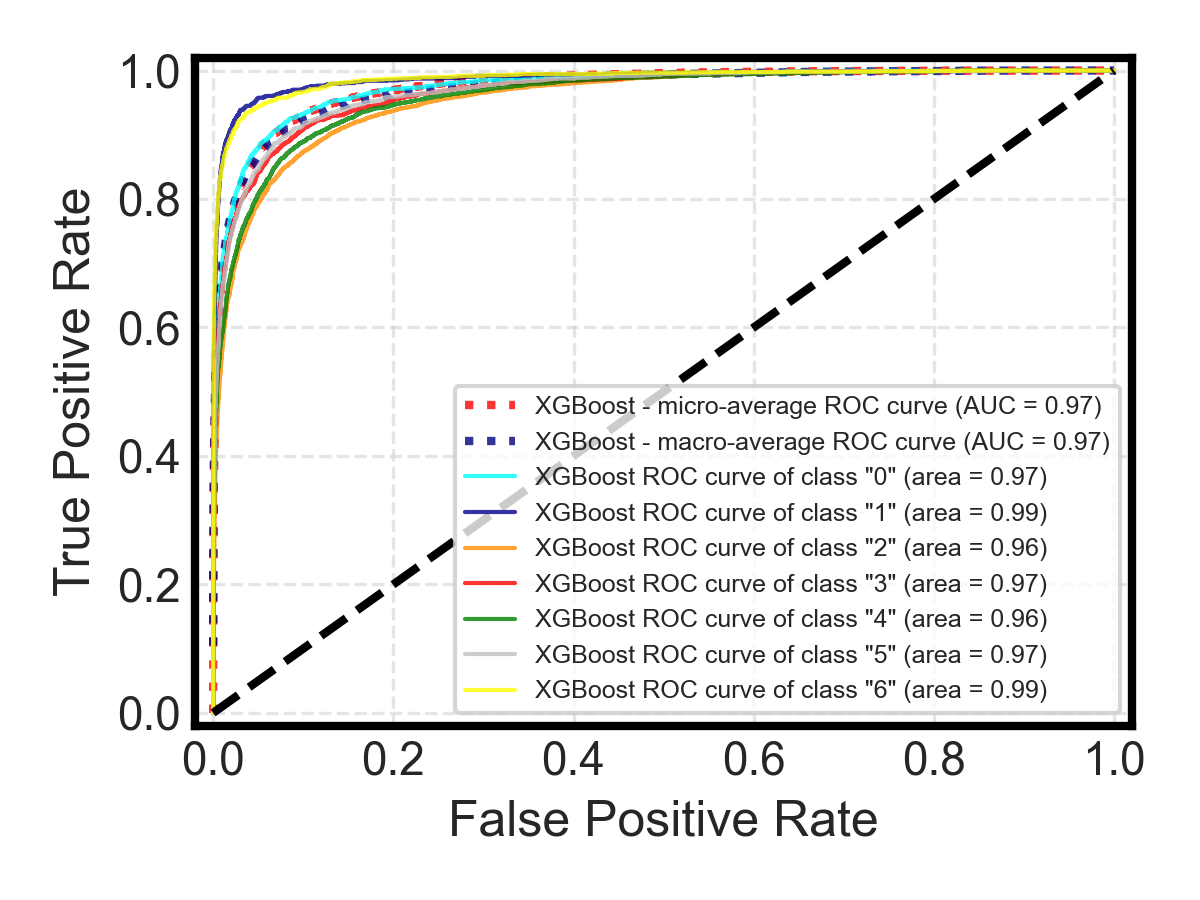 1.0
0.8
0.6
0.4
0.2
0.0
True Positive Rate
XGBoost - micro-average ROC curve (AUC = 0.97)
XGBoost - macro-average ROC curve (AUC = 0.97)
XGBoost ROC curve of class "0" (area = 0.97)
XGBoost ROC curve of class "1" (area = 0.99)
XGBoost ROC curve of class "2" (area = 0.96)
XGBoost ROC curve of class "3" (area = 0.97)
XGBoost ROC curve of class "4" (area = 0.96)
XGBoost ROC curve of class "5" (area = 0.97)
XGBoost ROC curve of class "6" (area = 0.99)
0.0 0.2 0.4 0.6 0.8 1.0
False Positive Rate